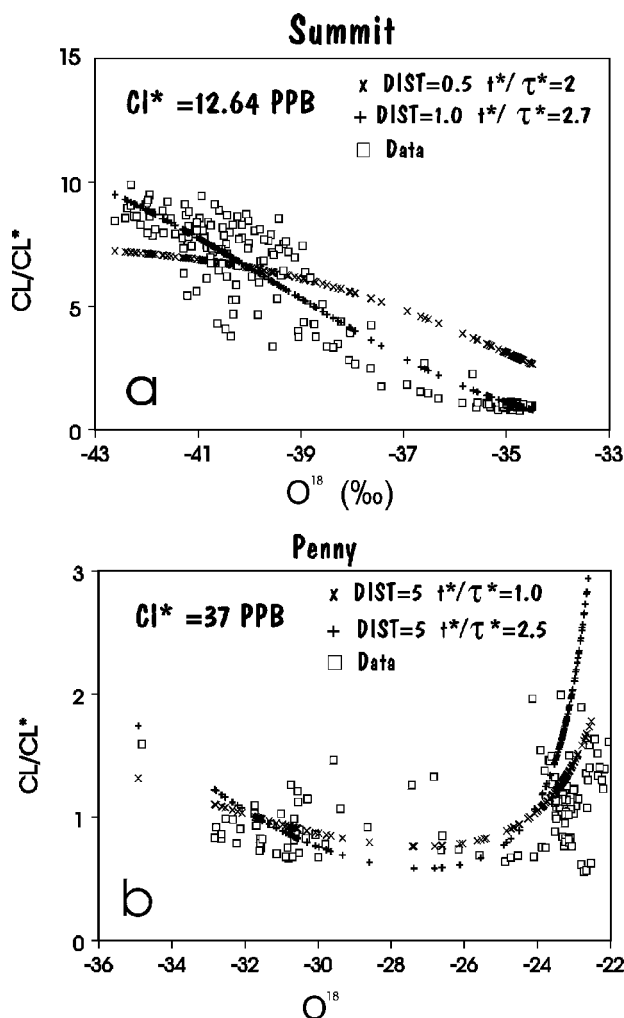 Summit
15
x DIST=0.5 t*/τ*=2
Cl* =12.64 PPB
+ DIST=1.0 t*/τ*=2.7
□ Data
10
CL/CL*
5
a
0
-43 -41 -39 -37 -35 -33
O¹⁸ (‰)
Penny
3
x DIST=5 t*/τ*=1.0
Cl* =37 PPB
+ DIST=5 t*/τ*=2.5
□ Data
2
CL/CL*
1
b
0
-36 -34 -32 -30 -28 -26 -24 -22
O¹⁸